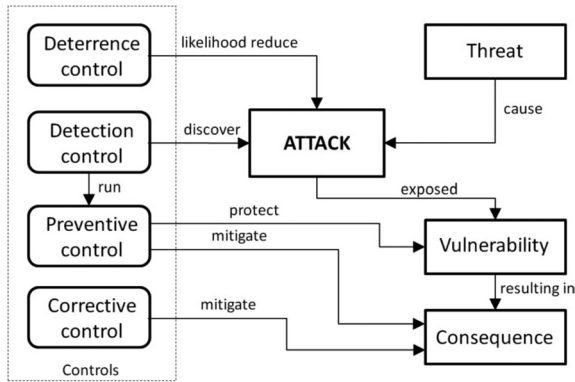 Deterrence
control
likelihood reduce
Threat
cause
Detection
control
discover
ATTACK
run
exposed
Preventive
control
protect
mitigate
Vulnerability
resulting in
Corrective
control
mitigate
Consequence
Controls